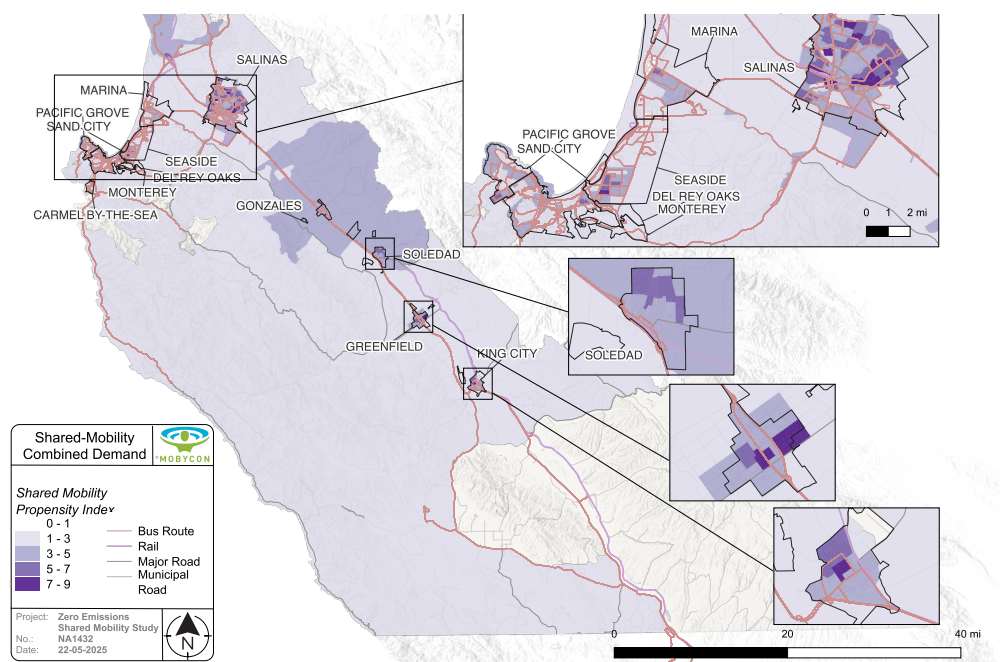 SALINAS
MARINA
PACIFIC GROVE
SAND CITY
SEASIDE
DEL REY OAKS
MONTEREY
CARMEL BY-THE-SEA
GONZALES
SOLEDAD
GREENFIELD
KING CITY
MARINA
SALINAS
PACIFIC GROVE
SAND CITY
SEASIDE
DEL REY OAKS
MONTEREY
0 1 2 mi
SOLEDAD
Shared-Mobility
Combined Demand
MOBYCON
Shared Mobility
Propensity Index
0 - 1
1 - 3
3 - 5
5 - 7
7 - 9
Bus Route
Rail
Major Road
Municipal
Road
Project: Zero Emissions
Shared Mobility Study
No.: NA1432
Date: 22-05-2025
N
0 20 40 mi